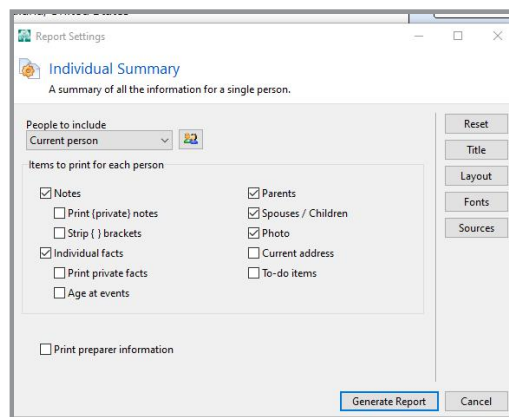 Report Settings
Individual Summary
A summary of all the information for a single person.
People to include
Current person
Items to print for each person
Notes
Print {private} notes
Strip { } brackets
Individual facts
Print private facts
Age at events
Parents
Spouses / Children
Photo
Current address
To-do items
Print preparer information
Reset
Title
Layout
Fonts
Sources
Generate Report
Cancel